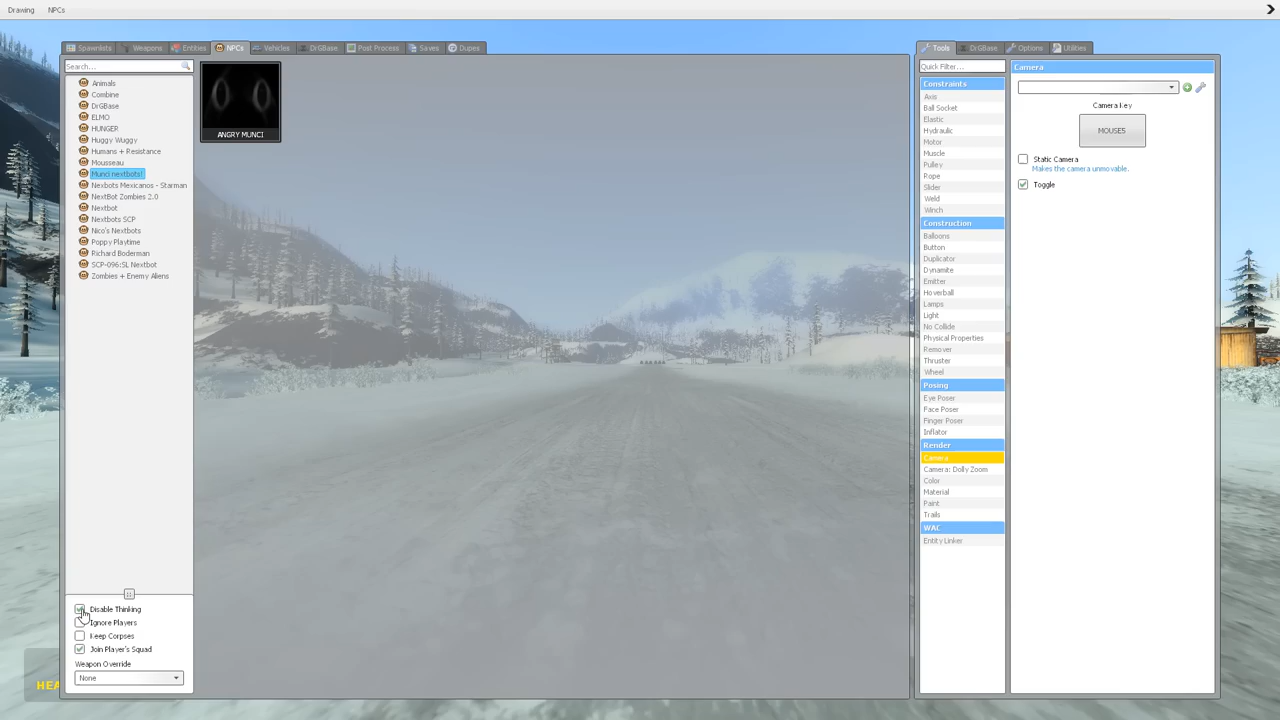 Drawing NPCs
Spawnlists Weapons Entities NPCs Vehicles DrGBase Post Process Saves Dupes
Search...
Animals
Combine
DrGBase
ELMO
HUNGER
Huggy Wuggy
Humans + Resistance
Mousseau
Munci nextbots!
Nexbots Mexicanos - Starman
NextBot Zombies 2.0
Nextbot
Nextbots SCP
Nico's Nextbots
Poppy Playtime
Richard Boderman
SCP-096:SL Nextbot
Zombies + Enemy Aliens
ANGRY MUNCI
Disable Thinking
Ignore Players
Keep Corpses
Join Player's Squad
Weapon Override
None
Tools DrGBase Options Utilities
Quick Filter...
Constraints
Axis
Ball Socket
Elastic
Hydraulic
Motor
Muscle
Pulley
Rope
Slider
Weld
Winch
Construction
Balloons
Button
Duplicator
Dynamite
Emitter
Hoverball
Lamps
Light
No Collide
Physical Properties
Remover
Thruster
Wheel
Posing
Eye Poser
Face Poser
Finger Poser
Inflator
Render
Camera
Camera: Dolly Zoom
Color
Material
Paint
Trails
WAC
Entity Linker
Camera
Camera Key
MOUSE5
Static Camera
Makes the camera unmovable.
Toggle